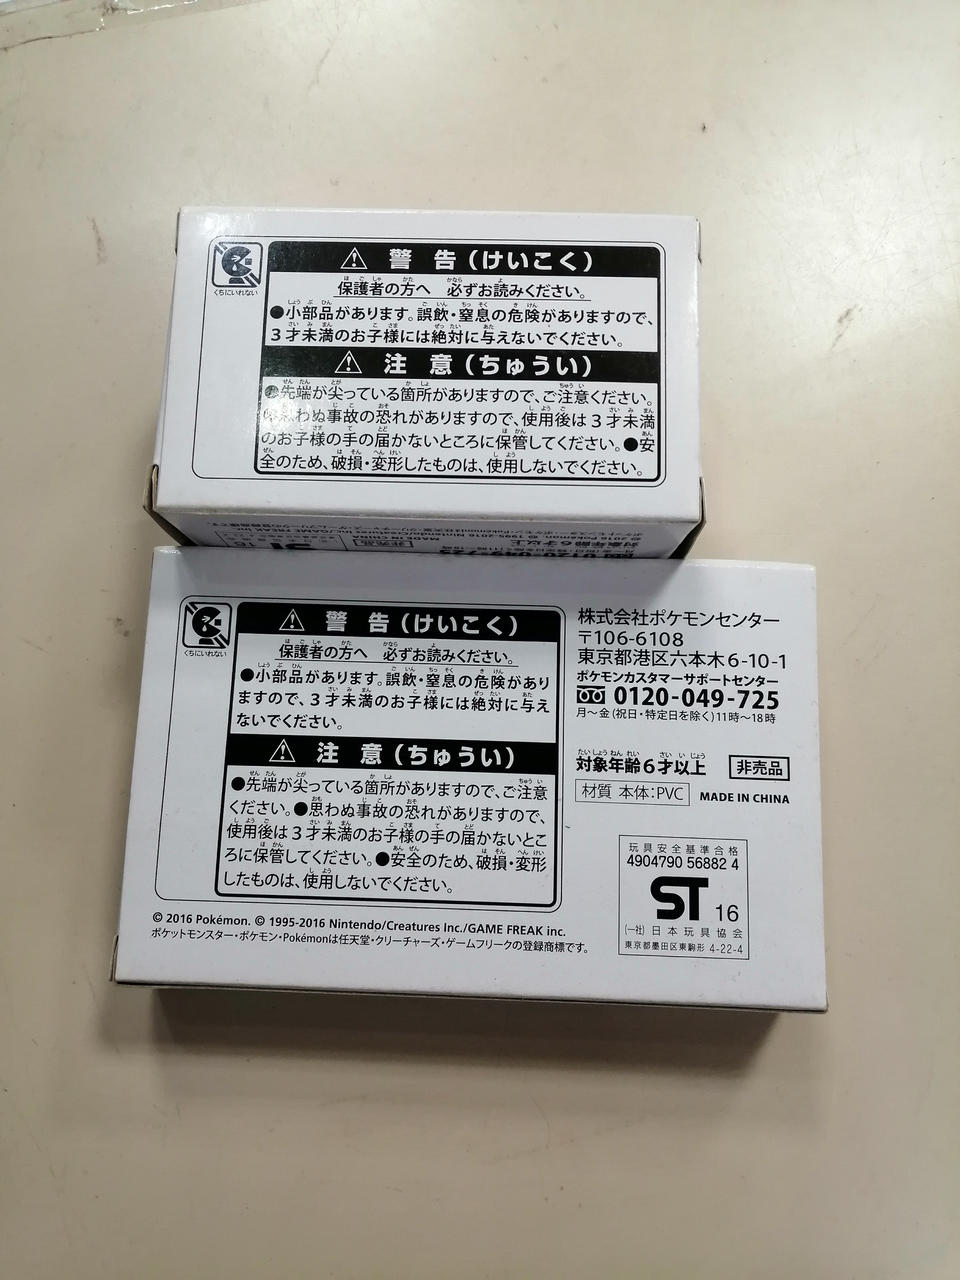 くちにいれない
警告（けいこく）
保護者の方へ 必ずお読みください。
●小部品があります。誤飲・窒息の危険がありますので、
3才未満のお子様には絶対に与えないでください。
注意（ちゅうい）
●先端が尖っている箇所がありますので、ご注意ください。
●思わぬ事故の恐れがありますので、使用後は3才未満
のお子様の手の届かないところに保管してください。●安
全のため、破損・変形したものは、使用しないでください。
くちにいれない
警告（けいこく）
保護者の方へ 必ずお読みください。
●小部品があります。誤飲・窒息の危険があり
ますので、3才未満のお子様には絶対に与え
ないでください。
注意（ちゅうい）
●先端が尖っている箇所がありますので、ご注意
ください。●思わぬ事故の恐れがありますので、
使用後は3才未満のお子様の手の届かないとこ
ろに保管してください。●安全のため、破損・変形
したものは、使用しないでください。
© 2016 Pokémon. © 1995-2016 Nintendo/Creatures Inc./GAME FREAK inc.
ポケットモンスター・ポケモン・Pokémonは任天堂・クリーチャーズ・ゲームフリークの登録商標です。
株式会社ポケモンセンター
〒106-6108
東京都港区六本木6-10-1
ポケモンカスタマーサポートセンター
0120-049-725
月～金（祝日・特定日を除く）11時～18時
対象年齢6才以上 非売品
材質 本体：PVC MADE IN CHINA
玩具安全基準合格
4904790 56882 4
ST 16
(一社)日本玩具協会
東京都墨田区東駒形 4-22-4